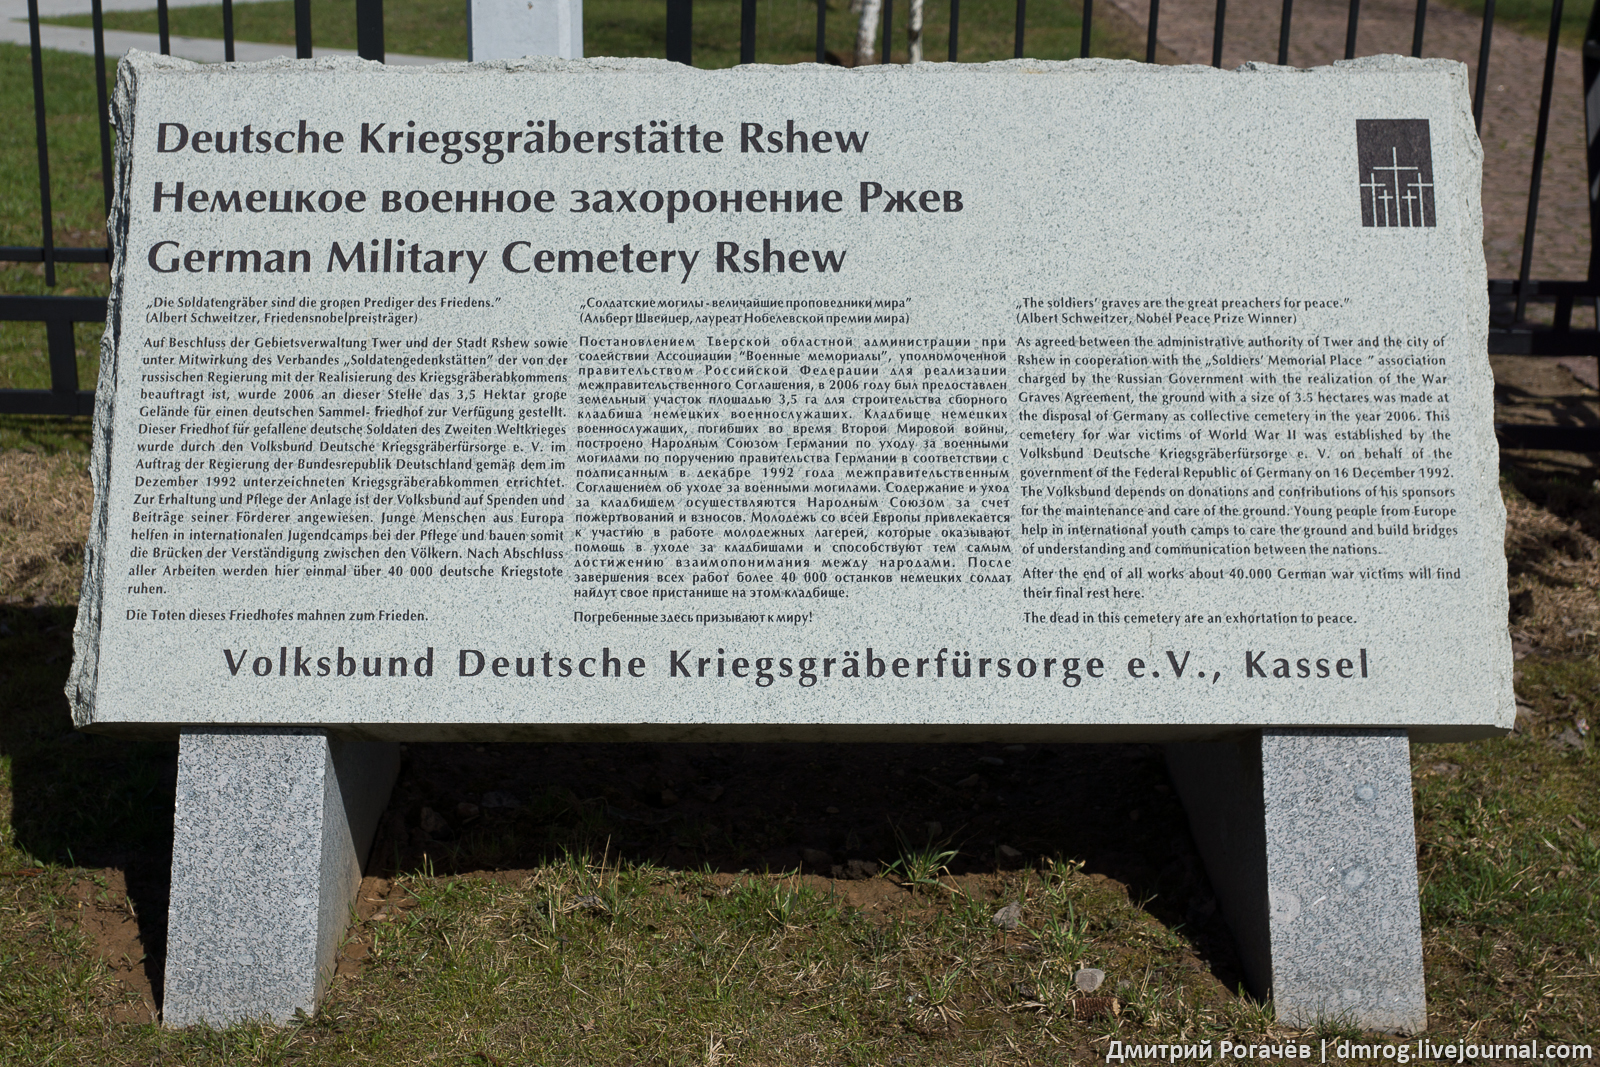 Deutsche Kriegsgräberstätte Rshew
Немецкое военное захоронение Ржев
German Military Cemetery Rshew
„Die Soldatengräber sind die großen Prediger des Friedens.”
(Albert Schweitzer, Friedensnobelpreisträger)
Auf Beschluss der Gebietsverwaltung Twer und der Stadt Rshew sowie
unter Mitwirkung des Verbandes „Soldatengedenkstätten” der von der
russischen Regierung mit der Realisierung des Kriegsgräberabkommens
beauftragt ist, wurde 2006 an dieser Stelle das 3,5 Hektar große
Gelände für einen deutschen Sammel- friedhof zur Verfügung gestellt.
Dieser Friedhof für gefallene deutsche Soldaten des Zweiten Weltkrieges
wurde durch den Volksbund Deutsche Kriegsgräberfürsorge e. V. im
Auftrag der Regierung der Bundesrepublik Deutschland gemäß dem im
Dezember 1992 unterzeichneten Kriegsgräberabkommen errichtet.
Zur Erhaltung und Pflege der Anlage ist der Volksbund auf Spenden und
Beiträge seiner Förderer angewiesen. Junge Menschen aus Europa
helfen in internationalen Jugendcamps bei der Pflege und bauen somit
die Brücken der Verständigung zwischen den Völkern. Nach Abschluss
aller Arbeiten werden hier einmal über 40 000 deutsche Kriegstote
ruhen.
Die Toten dieses Friedhofes mahnen zum Frieden.
„Солдатские могилы - величайшие проповедники мира”
(Альберт Швейцер, лауреат Нобелевской премии мира)
Постановлением Тверской областной администрации при
содействии Ассоциации “Военные мемориалы”, уполномоченной
правительством Российской Федерации для реализации
межправительственного Соглашения, в 2006 году был предоставлен
земельный участок площадью 3,5 га для строительства сборного
кладбища немецких военнослужащих. Кладбище немецких
военнослужащих, погибших во время Второй Мировой войны,
построено Народным Союзом Германии по уходу за военными
могилами по поручению правительства Германии в соответствии с
подписанным в декабре 1992 года межправительственным
Соглашением об уходе за военными могилами. Содержание и уход
за кладбищем осуществляются Народным Союзом за счет
пожертвований и взносов. Молодежь со всей Европы привлекается
к участию в работе молодежных лагерей, которые оказывают
помощь в уходе за кладбищами и способствуют тем самым
достижению взаимопонимания между народами. После
завершения всех работ более 40 000 останков немецких солдат
найдут свое пристанище на этом кладбище.
Погребенные здесь призывают к миру!
„The soldiers’ graves are the great preachers for peace.”
(Albert Schweitzer, Nobel Peace Prize Winner)
As agreed between the administrative authority of Twer and the city of
Rshew in cooperation with the „Soldiers’ Memorial Place ” association
charged by the Russian Government with the realization of the War
Graves Agreement, the ground with a size of 3.5 hectares was made at
the disposal of Germany as collective cemetery in the year 2006. This
cemetery for war victims of World War II was established by the
Volksbund Deutsche Kriegsgräberfürsorge e. V. on behalf of the
government of the Federal Republic of Germany on 16 December 1992.
The Volksbund depends on donations and contributions of his sponsors
for the maintenance and care of the ground. Young people from Europe
help in international youth camps to care the ground and build bridges
of understanding and communication between the nations.
After the end of all works about 40.000 German war victims will find
their final rest here.
The dead in this cemetery are an exhortation to peace.
Volksbund Deutsche Kriegsgräberfürsorge e.V., Kassel
Дмитрий Рогачёв | dmrog.livejournal.com